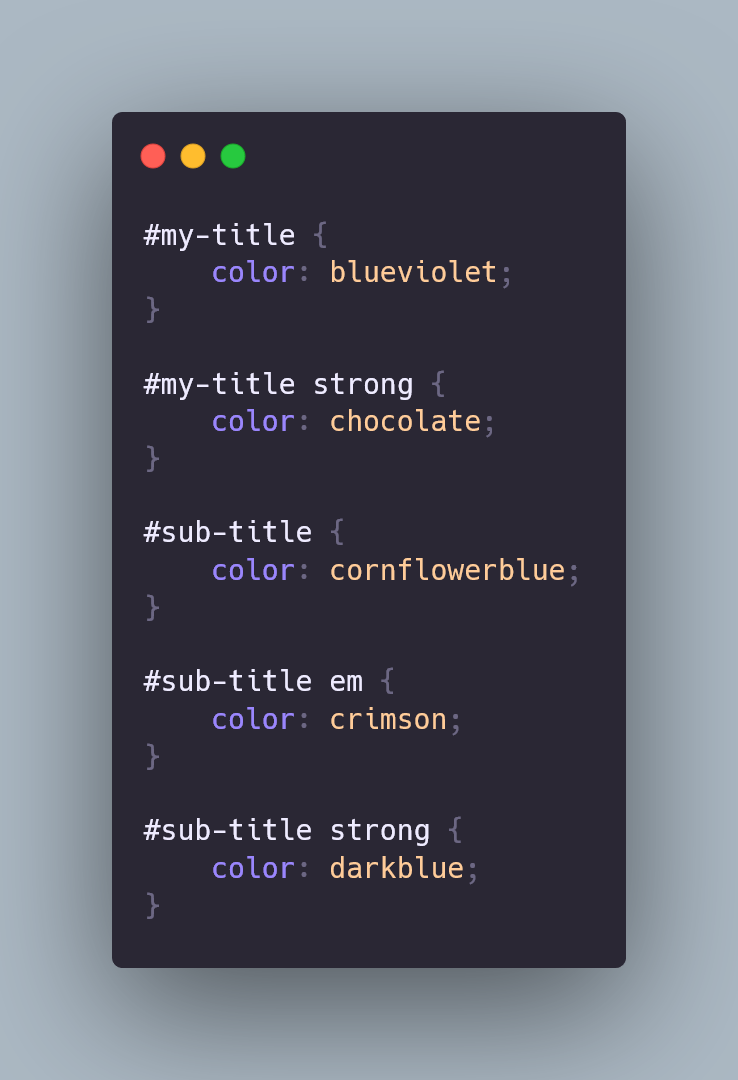 #my-title {
    color: blueviolet;
}

#my-title strong {
    color: chocolate;
}

#sub-title {
    color: cornflowerblue;
}

#sub-title em {
    color: crimson;
}

#sub-title strong {
    color: darkblue;
}